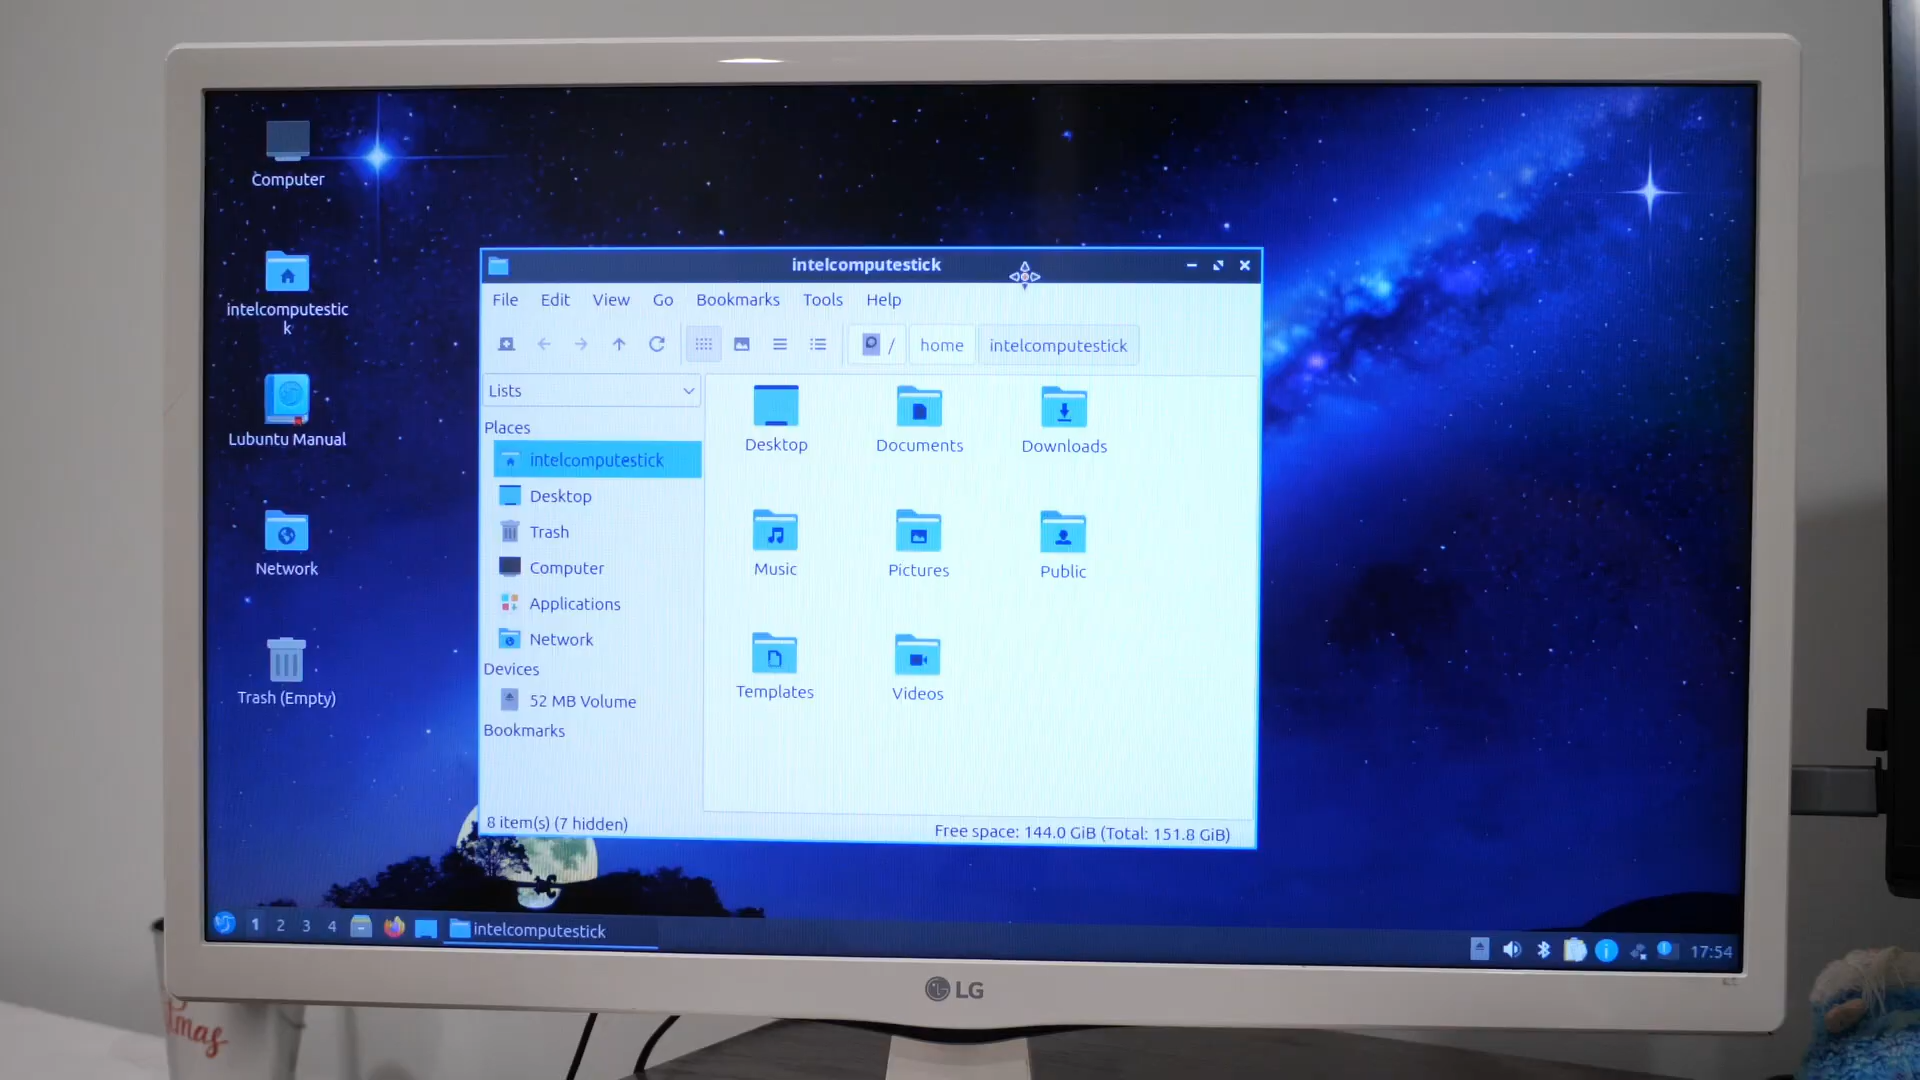 Computer
intelcomputestic
k
Lubuntu Manual
Network
Trash (Empty)
intelcomputestick
File Edit View Go Bookmarks Tools Help
/ home intelcomputestick
Lists
Places
intelcomputestick
Desktop
Trash
Computer
Applications
Network
Devices
52 MB Volume
Bookmarks
Desktop Documents Downloads
Music Pictures Public
Templates Videos
8 item(s) (7 hidden)
Free space: 144.0 GiB (Total: 151.8 GiB)
1 2 3 4 intelcomputestick
17:54
LG
tmas